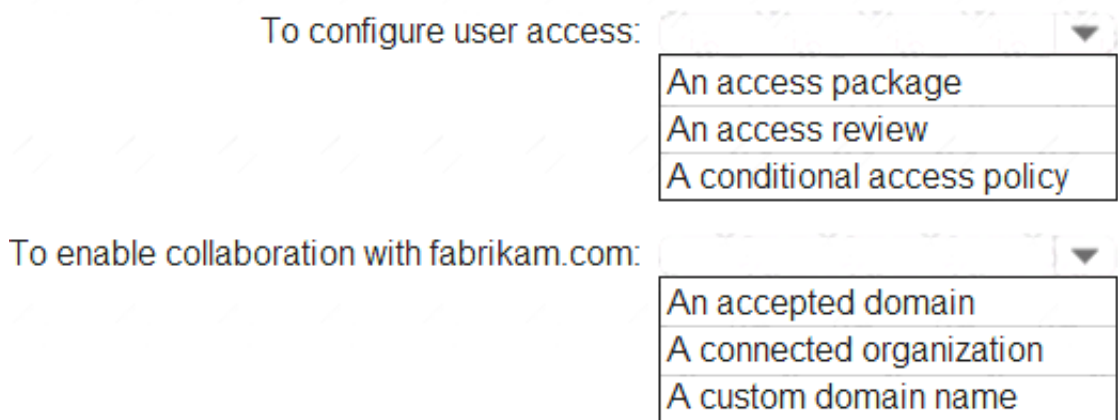 To configure user access:
An access package
An access review
A conditional access policy
To enable collaboration with fabrikam.com:
An accepted domain
A connected organization
A custom domain name